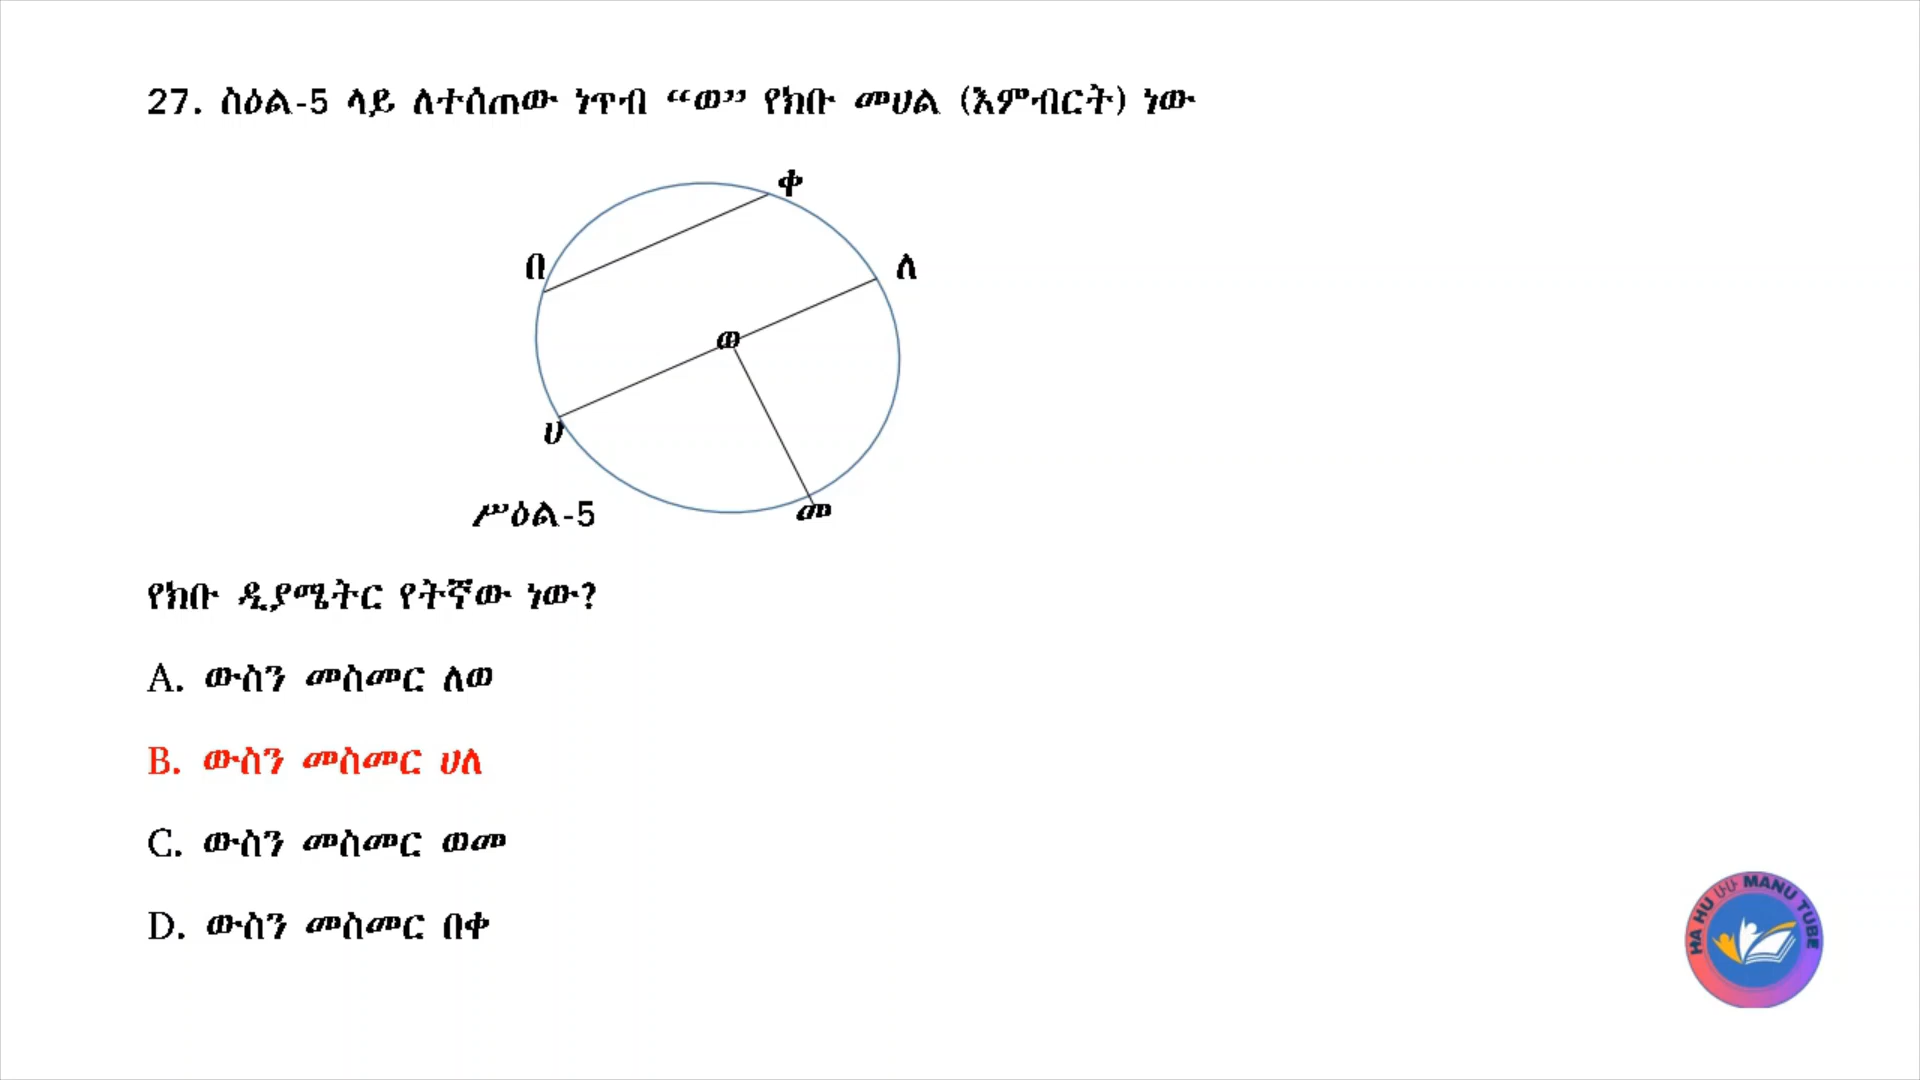 27. ስዕል-5 ላይ ለተሰጠው ነጥብ “ወ” የክቡ መሀል (እምብርት) ነው
ቀ
በ
ለ
ወ
ሀ
መ
ሥዕል-5
የክቡ ዲያሜትር የትኛው ነው?
A. ውስን መስመር ለወ
B. ውስን መስመር ሀለ
C. ውስን መስመር ወመ
D. ውስን መስመር በቀ
HA HU ሀሁ MANU TUBE